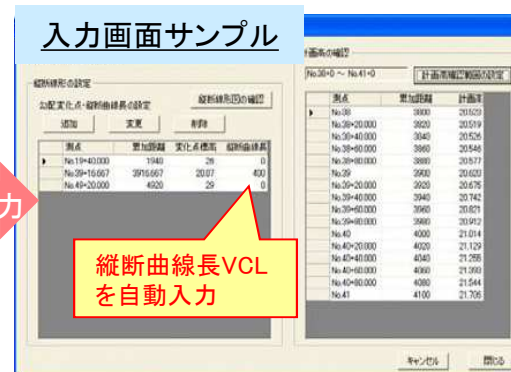 入力画面サンプル
計画高の確認
No.38+0 ～ No.41+0
計画高確認範囲の設定
縦断線形の設定
勾配変化点・縦断曲線長の設定
縦断線形図の確認
追加
変更
削除
測点 累加距離 変化点標高 縦断曲線長
No.19+40.000 1940 26 0
No.39+16.667 3916.667 20.07 400
No.49+20.000 4920 29 0
測点 累加距離 計画高
No.38 3800 20.523
No.38+20.000 3820 20.519
No.38+40.000 3840 20.526
No.38+60.000 3860 20.546
No.38+80.000 3880 20.577
No.39 3900 20.620
No.39+20.000 3920 20.675
No.39+40.000 3940 20.742
No.39+60.000 3960 20.821
No.39+80.000 3980 20.912
No.40 4000 21.014
No.40+20.000 4020 21.129
No.40+40.000 4040 21.255
No.40+60.000 4060 21.393
No.40+80.000 4080 21.544
No.41 4100 21.706
力
縦断曲線長VCL
を自動入力
キャンセル
閉じる